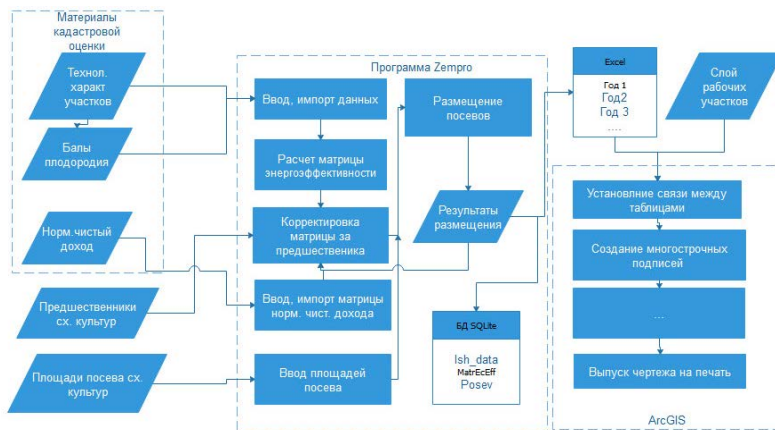 Материалы
кадастровой
оценки
Технол.
характ
участков
Балы
плодородия
Норм.чистый
доход
Предшественники
сх. культур
Площади посева сх.
культур
Программа Zempro
Ввод, импорт данных
Расчет матрицы
энергоэффективности
Корректировка
матрицы за
предшественика
Ввод, импорт матрицы
норм. чист. дохода
Ввод площадей
посева
Размещение
посевов
Результаты
размещения
БД SQLite
Ish_data
MatrEcEff
Posev
Excel
Год 1
Год2
Год 3
....
Слой
рабочих
участков
Установлние связи между
таблицами
Создание многострочных
подписей
...
Выпуск чертежа на печать
ArcGIS